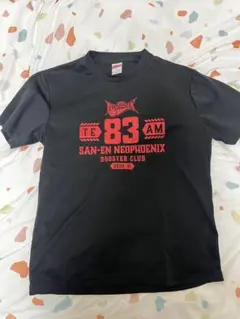 TE 83 AM
SAN-EN NEOPHOENIX
BOOSTER CLUB